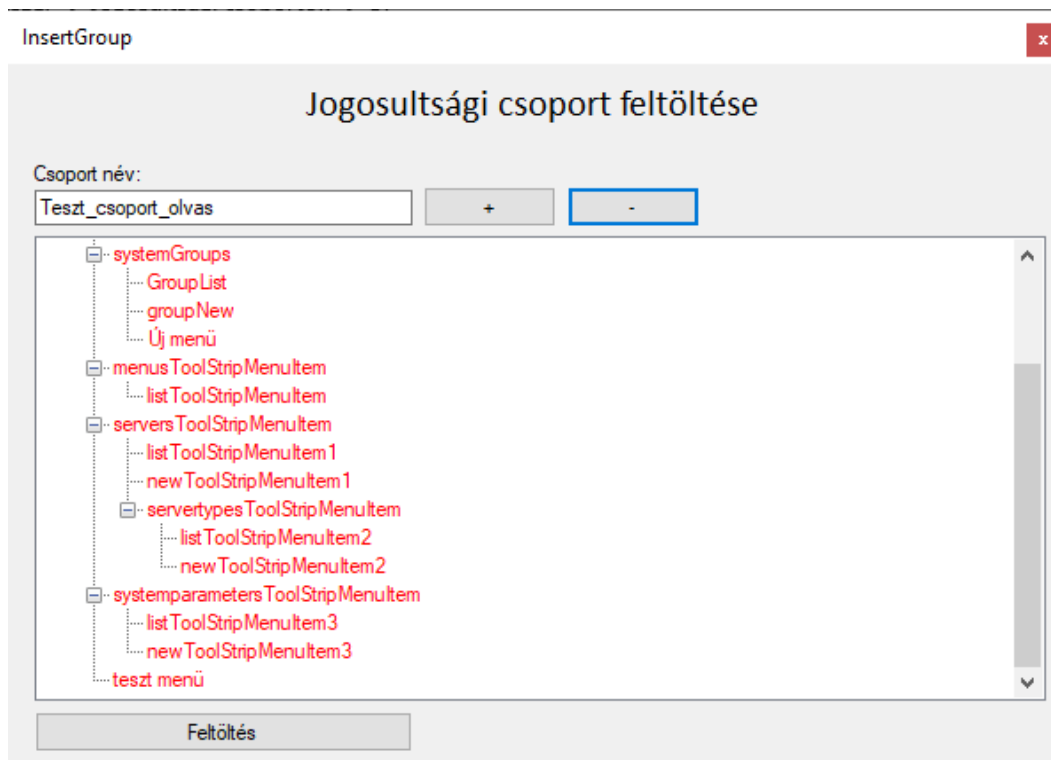 InsertGroup
x
Jogosultsági csoport feltöltése
Csoport név:
Teszt_csoport_olvas
+
-
systemGroups
GroupList
groupNew
Új menü
menusToolStripMenuItem
listToolStripMenuItem
serversToolStripMenuItem
listToolStripMenuItem1
newToolStripMenuItem1
servertypesToolStripMenuItem
listToolStripMenuItem2
newToolStripMenuItem2
systemparametersToolStripMenuItem
listToolStripMenuItem3
newToolStripMenuItem3
teszt menü
Feltöltés